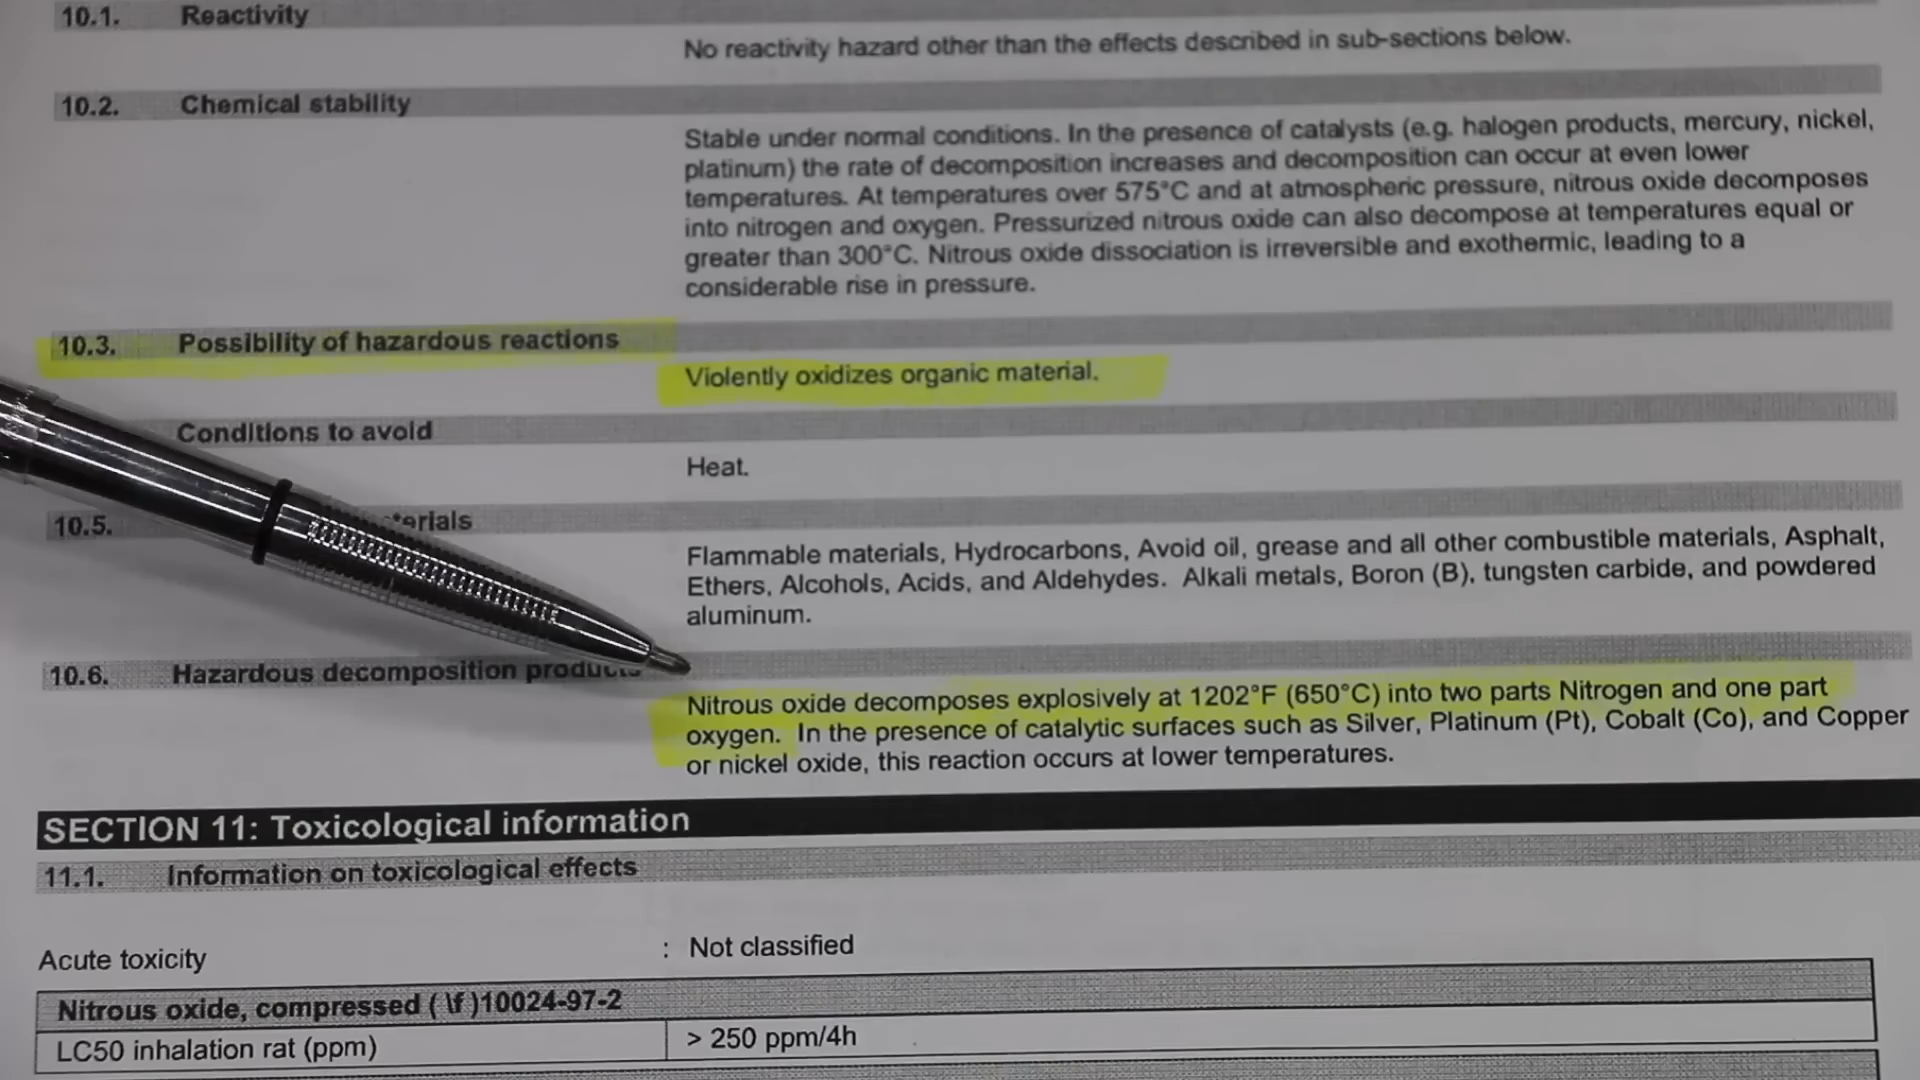 10.1. Reactivity
No reactivity hazard other than the effects described in sub-sections below.
10.2. Chemical stability
Stable under normal conditions. In the presence of catalysts (e.g. halogen products, mercury, nickel,
platinum) the rate of decomposition increases and decomposition can occur at even lower
temperatures. At temperatures over 575°C and at atmospheric pressure, nitrous oxide decomposes
into nitrogen and oxygen. Pressurized nitrous oxide can also decompose at temperatures equal or
greater than 300°C. Nitrous oxide dissociation is irreversible and exothermic, leading to a
considerable rise in pressure.
10.3. Possibility of hazardous reactions
Violently oxidizes organic material.
Conditions to avoid
Heat.
10.5. terials
Flammable materials, Hydrocarbons, Avoid oil, grease and all other combustible materials, Asphalt,
Ethers, Alcohols, Acids, and Aldehydes. Alkali metals, Boron (B), tungsten carbide, and powdered
aluminum.
10.6. Hazardous decomposition products
Nitrous oxide decomposes explosively at 1202°F (650°C) into two parts Nitrogen and one part
oxygen. In the presence of catalytic surfaces such as Silver, Platinum (Pt), Cobalt (Co), and Copper
or nickel oxide, this reaction occurs at lower temperatures.
SECTION 11: Toxicological information
11.1. Information on toxicological effects
Acute toxicity : Not classified
Nitrous oxide, compressed ( \f )10024-97-2
LC50 inhalation rat (ppm) > 250 ppm/4h